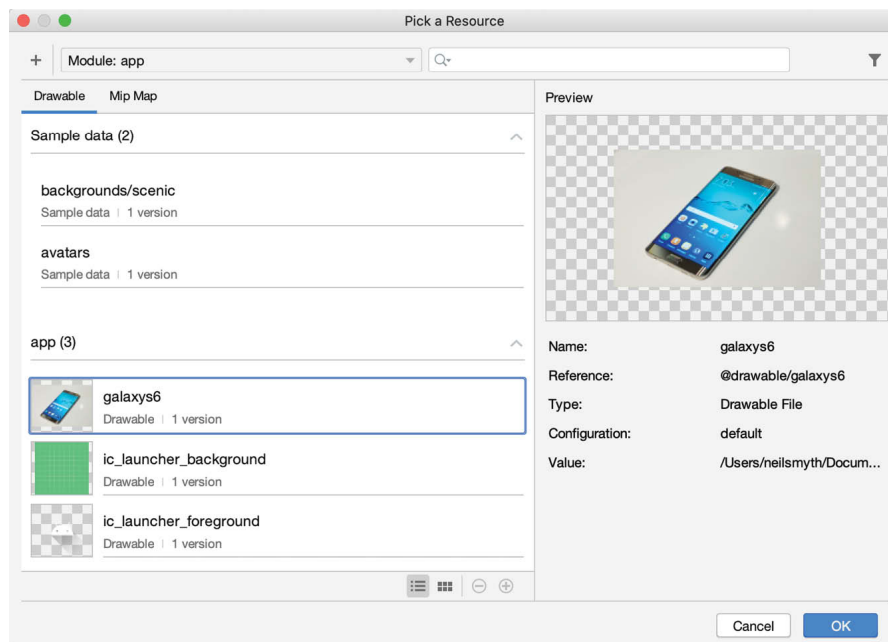 Pick a Resource
Module: app
Drawable Mip Map
Sample data (2)
backgrounds/scenic
Sample data | 1 version
avatars
Sample data | 1 version
app (3)
galaxys6
Drawable | 1 version
ic_launcher_background
Drawable | 1 version
ic_launcher_foreground
Drawable | 1 version
Preview
Name: galaxys6
Reference: @drawable/galaxys6
Type: Drawable File
Configuration: default
Value: /Users/neilsmyth/Docum...
Cancel OK